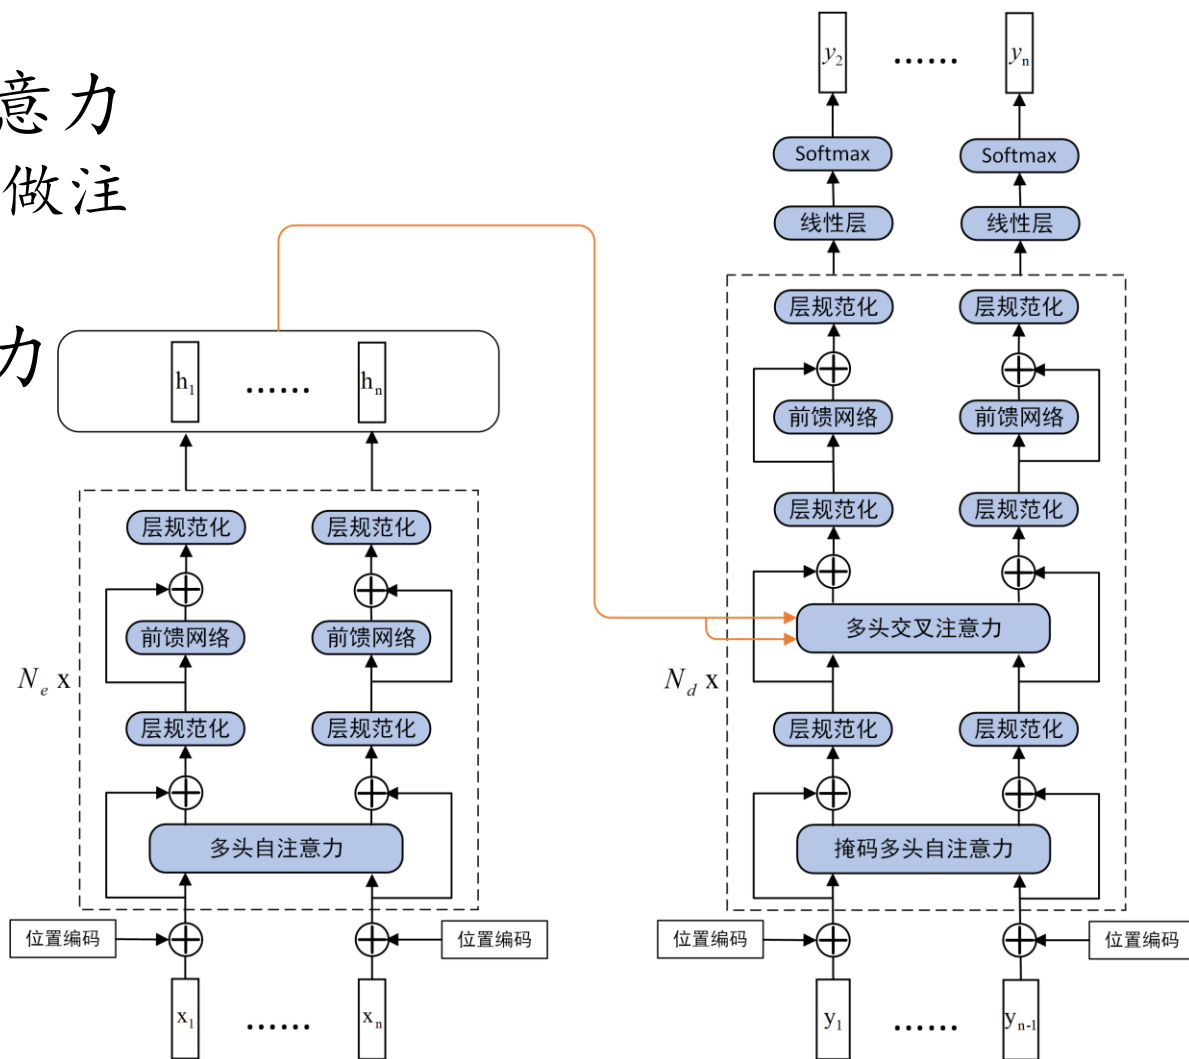 意力
做注
力
y2 ...... yn
Softmax Softmax
线性层 线性层
层规范化 层规范化
前馈网络 前馈网络
层规范化 层规范化
多头交叉注意力
Nd x
层规范化 层规范化
掩码多头自注意力
位置编码 位置编码
y1 ...... yn-1
h1 ...... hn
层规范化 层规范化
前馈网络 前馈网络
Ne x
层规范化 层规范化
多头自注意力
位置编码 位置编码
x1 ...... xn